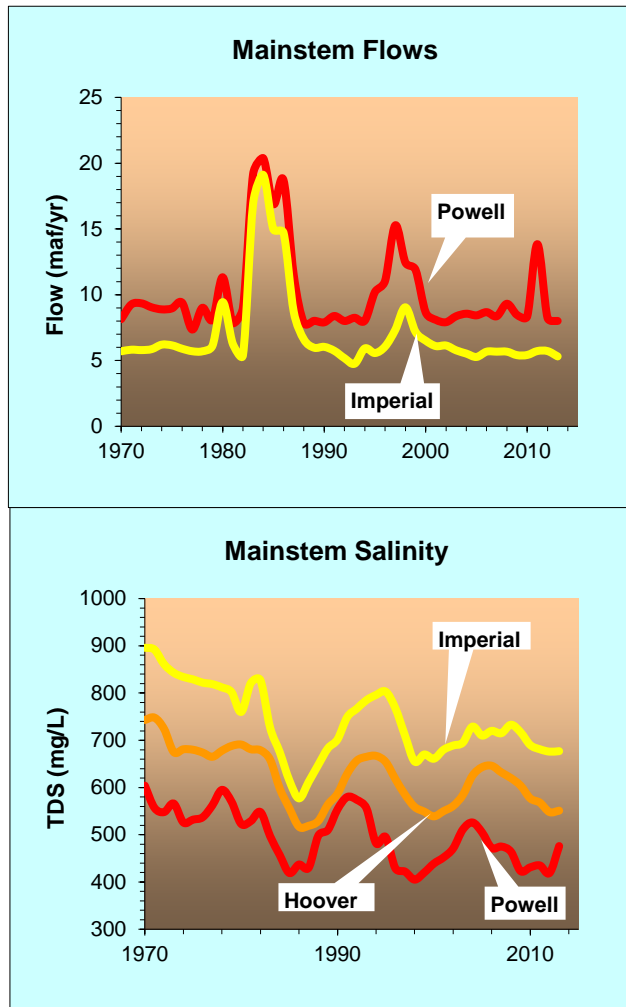 Mainstem Flows
25
20
15
10
5
0
Flow (maf/yr)
Powell
Imperial
1970 1980 1990 2000 2010
Mainstem Salinity
1000
900
800
700
600
500
400
300
TDS (mg/L)
Imperial
Hoover
Powell
1970 1990 2010